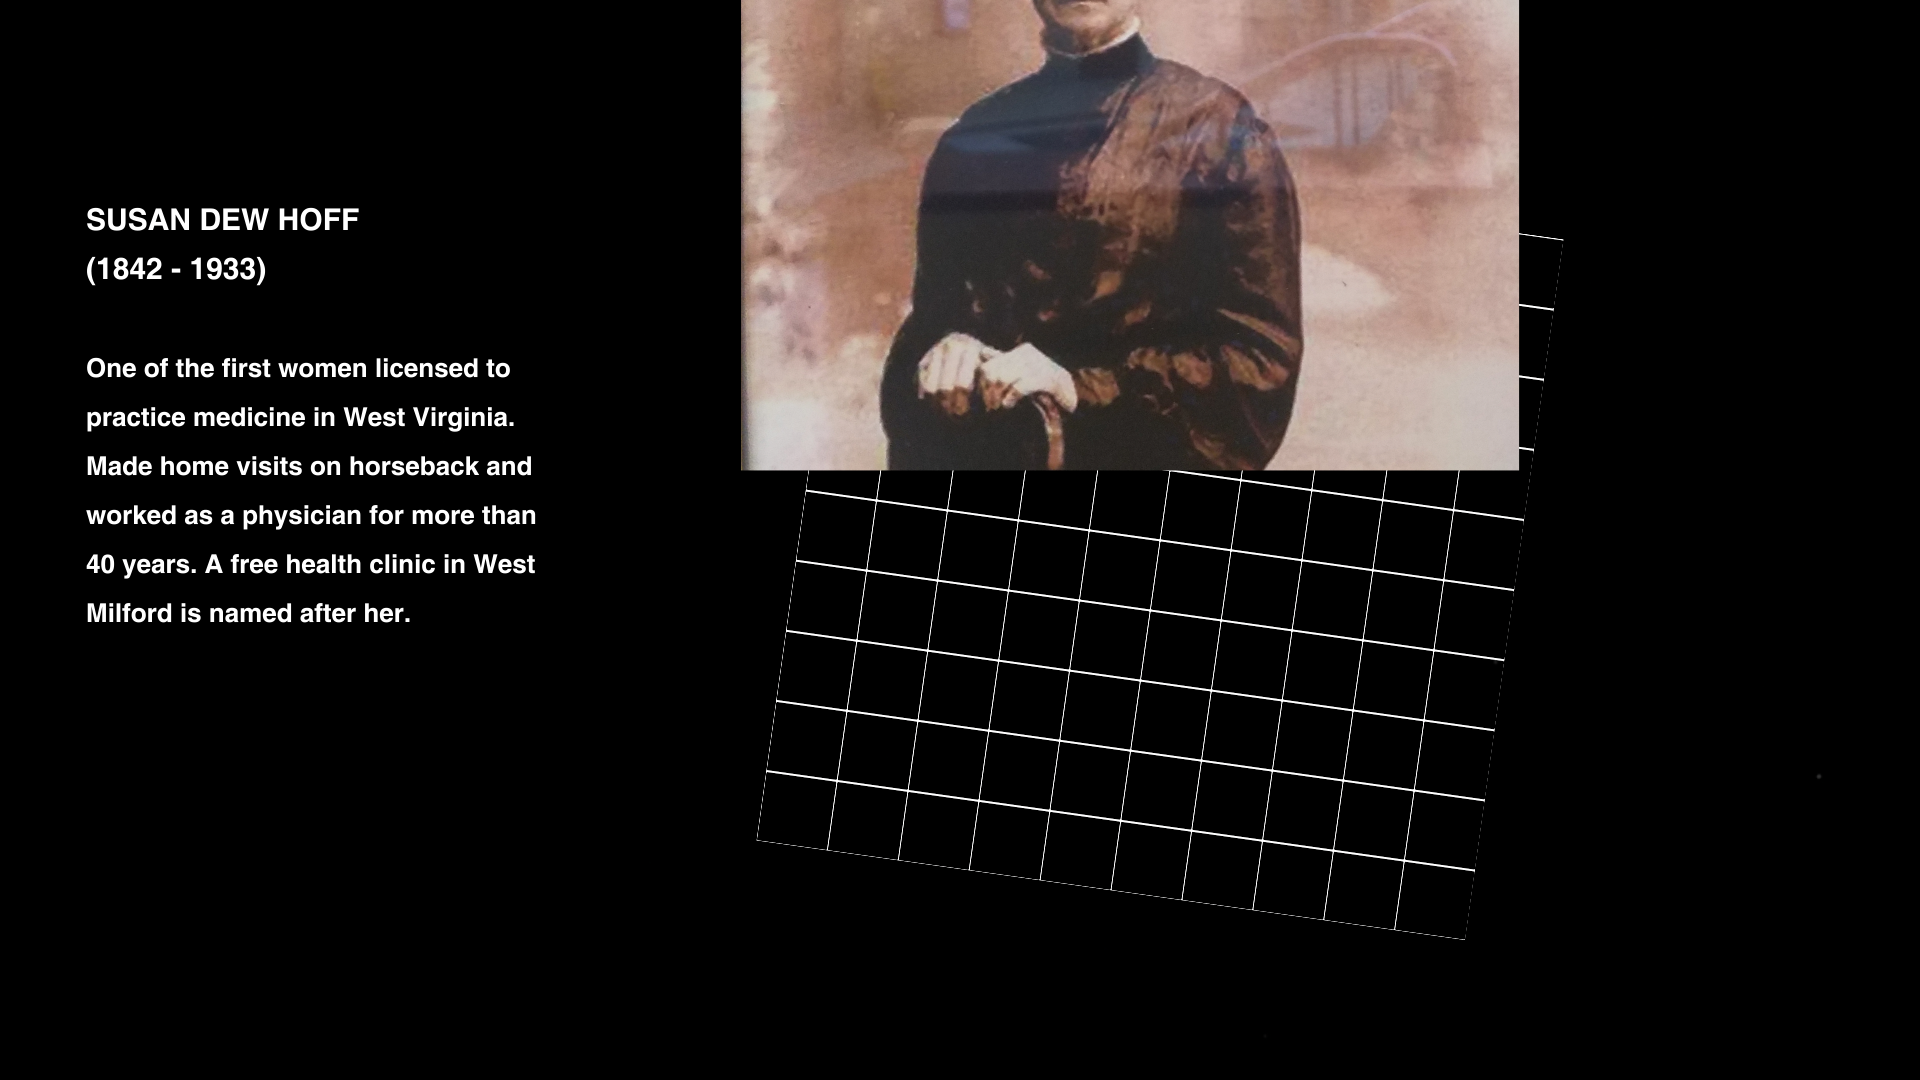 SUSAN DEW HOFF
(1842 - 1933)
One of the first women licensed to
practice medicine in West Virginia.
Made home visits on horseback and
worked as a physician for more than
40 years. A free health clinic in West
Milford is named after her.